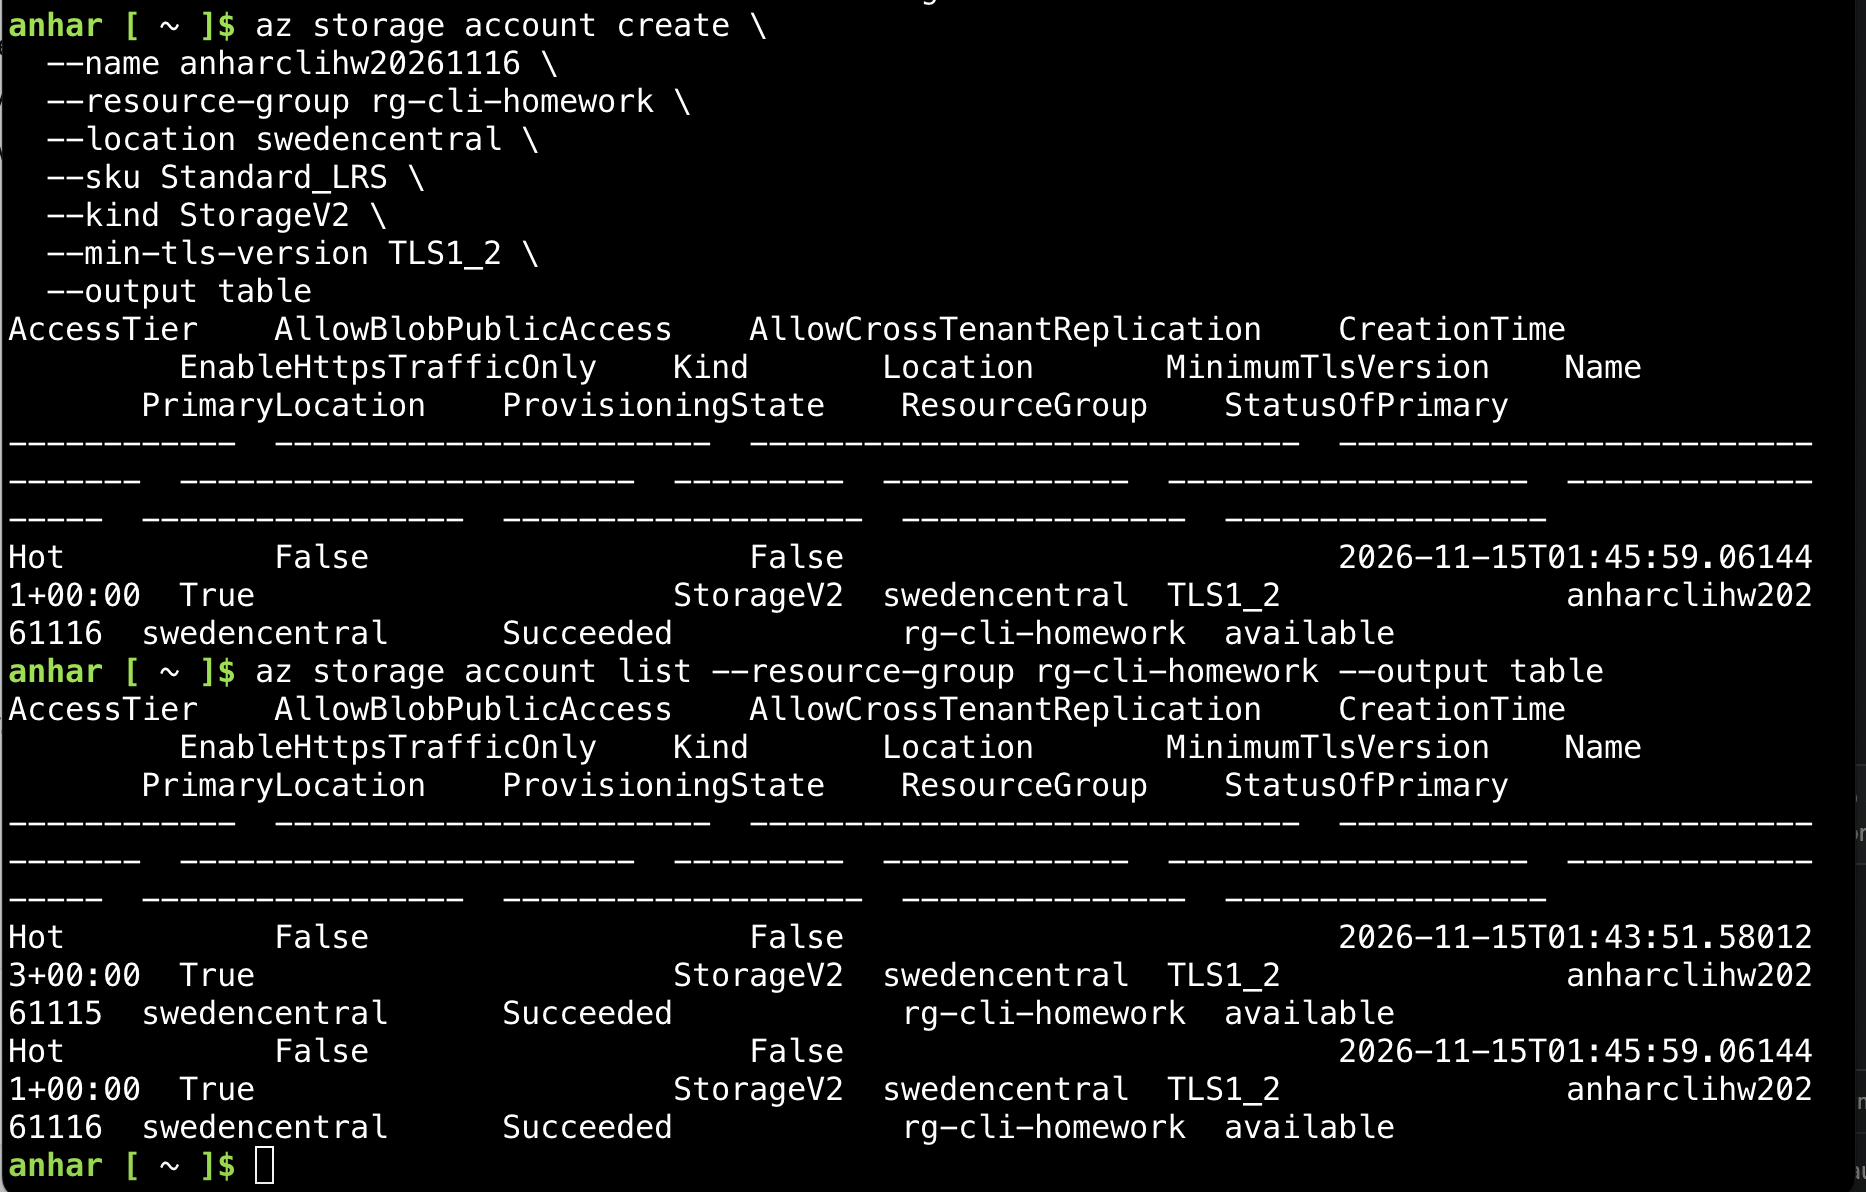 anhar [ ~ ]$ az storage account create \
  --name anharclihw20261116 \
  --resource-group rg-cli-homework \
  --location swedencentral \
  --sku Standard_LRS \
  --kind StorageV2 \
  --min-tls-version TLS1_2 \
  --output table
AccessTier    AllowBlobPublicAccess    AllowCrossTenantReplication    CreationTime
         EnableHttpsTrafficOnly    Kind       Location       MinimumTlsVersion    Name
       PrimaryLocation    ProvisioningState    ResourceGroup    StatusOfPrimary
------------  -----------------------  -----------------------------  -------------------------
-------  ------------------------  ---------  -------------  -------------------  -------------
-----  -----------------  -------------------  ---------------  -----------------
Hot           False                    False                          2026-11-15T01:45:59.06144
1+00:00  True                      StorageV2  swedencentral  TLS1_2               anharclihw202
61116  swedencentral      Succeeded            rg-cli-homework  available
anhar [ ~ ]$ az storage account list --resource-group rg-cli-homework --output table
AccessTier    AllowBlobPublicAccess    AllowCrossTenantReplication    CreationTime
         EnableHttpsTrafficOnly    Kind       Location       MinimumTlsVersion    Name
       PrimaryLocation    ProvisioningState    ResourceGroup    StatusOfPrimary
------------  -----------------------  -----------------------------  -------------------------
-------  ------------------------  ---------  -------------  -------------------  -------------
-----  -----------------  -------------------  ---------------  -----------------
Hot           False                    False                          2026-11-15T01:43:51.58012
3+00:00  True                      StorageV2  swedencentral  TLS1_2               anharclihw202
61115  swedencentral      Succeeded            rg-cli-homework  available
Hot           False                    False                          2026-11-15T01:45:59.06144
1+00:00  True                      StorageV2  swedencentral  TLS1_2               anharclihw202
61116  swedencentral      Succeeded            rg-cli-homework  available
anhar [ ~ ]$